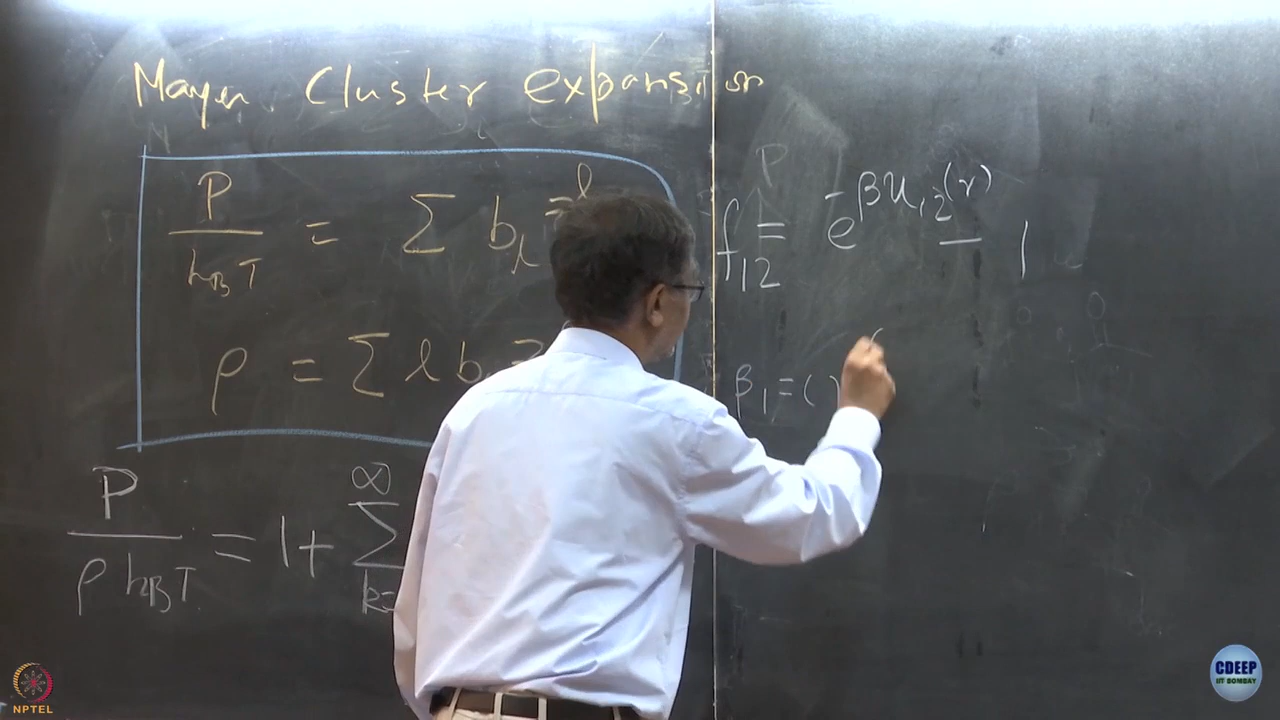 Mayer Cluster expansion
P/k_BT = Σ b_l z^l
ρ = Σ l b
P/ρk_BT = 1 + Σ^∞ k=
f_12 = e^{-βu_12(r)} - 1
β_1 = ( )
NPTEL
CDEEP
IIT BOMBAY